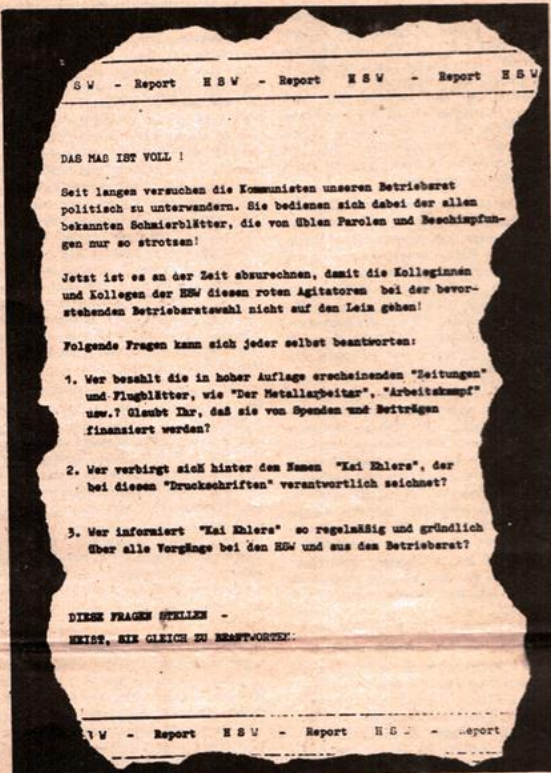 S W - Report H S W - Report H S W - Report H S W
DAS MAß IST VOLL !
Seit langen versuchen die Kommunisten unseren Betriebsrat
politisch zu unterwandern. Sie bedienen sich dabei der allen
bekannten Schmierblätter, die von üblen Parolen und Beschimpfun-
gen nur so strotzen!
Jetzt ist es an der Zeit abzurechnen, damit die Kolleginnen
und Kollegen der HSW diesen roten Agitatoren bei der bevor-
stehenden Betriebsratswahl nicht auf den Leim gehen!
Folgende Fragen kann sich jeder selbst beantworten:
1. Wer bezahlt die in hoher Auflage erscheinenden "Zeitungen"
und Flugblätter, wie "Der Metallarbeiter", "Arbeitskampf"
usw.? Glaubt Ihr, daß sie von Spenden und Beiträgen
finanziert werden?
2. Wer verbirgt sich hinter dem Namen "Kai Ehlers", der
bei diesen "Druckschriften" verantwortlich zeichnet?
3. Wer informiert "Kai Ehlers" so regelmäßig und gründlich
über alle Vorgänge bei den HSW und aus dem Betriebsrat?
DIESE FRAGEN STELLEN -
HEIßT, SIE GLEICH ZU BEANTWORTEN!
S W - Report H S W - Report H S W - Report